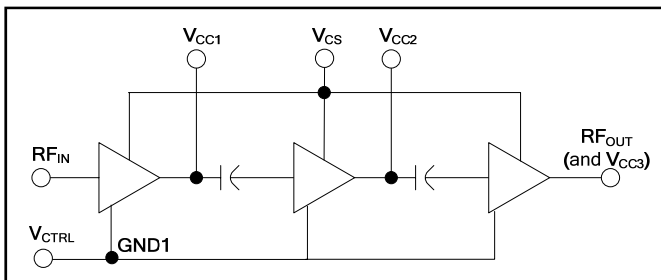 VCC1
VCS
VCC2
RFIN
RFOUT
(and VCC3)
VCTRL
GND1